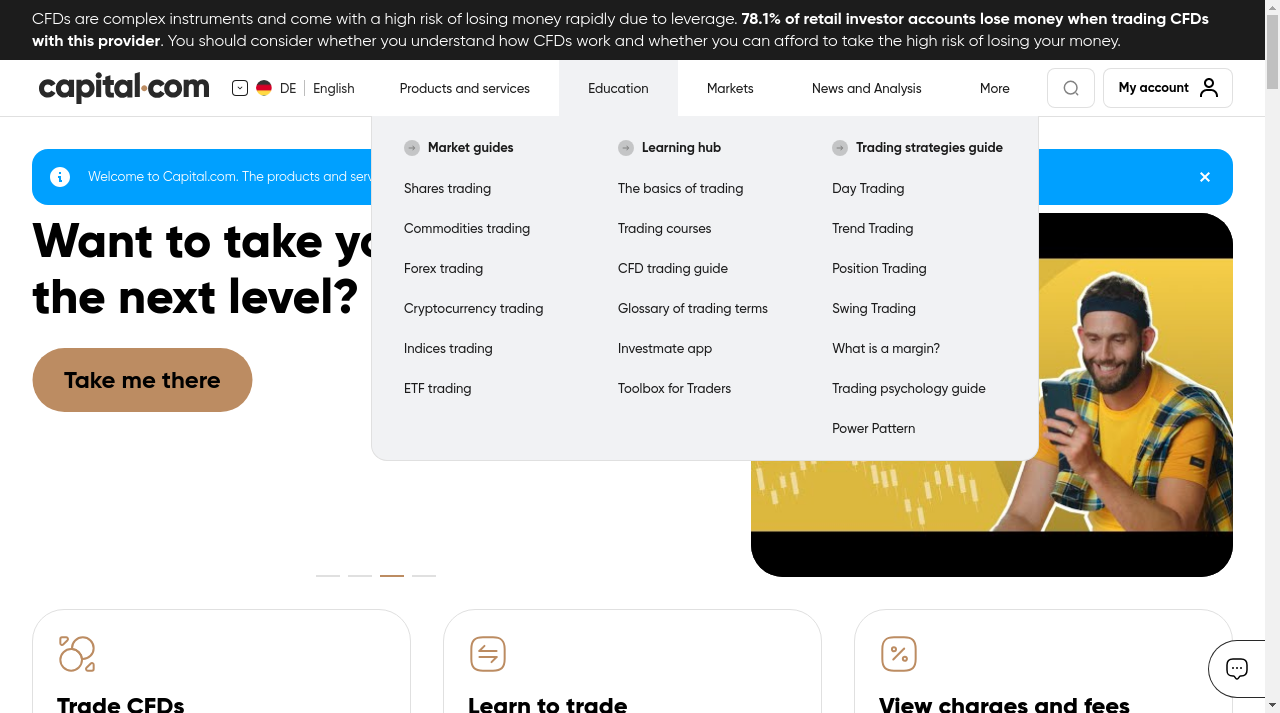 CFDs are complex instruments and come with a high risk of losing money rapidly due to leverage. 78.1% of retail investor accounts lose money when trading CFDs
with this provider. You should consider whether you understand how CFDs work and whether you can afford to take the high risk of losing your money.
capital.com
DE
English
Products and services
Education
Markets
News and Analysis
More
My account
Market guides
Shares trading
Commodities trading
Forex trading
Cryptocurrency trading
Indices trading
ETF trading
Learning hub
The basics of trading
Trading courses
CFD trading guide
Glossary of trading terms
Investmate app
Toolbox for Traders
Trading strategies guide
Day Trading
Trend Trading
Position Trading
Swing Trading
What is a margin?
Trading psychology guide
Power Pattern
Welcome to Capital.com. The products and
Want to take
the next level?
Take me there
Trade CFDs
Learn to trade
View charges and fees